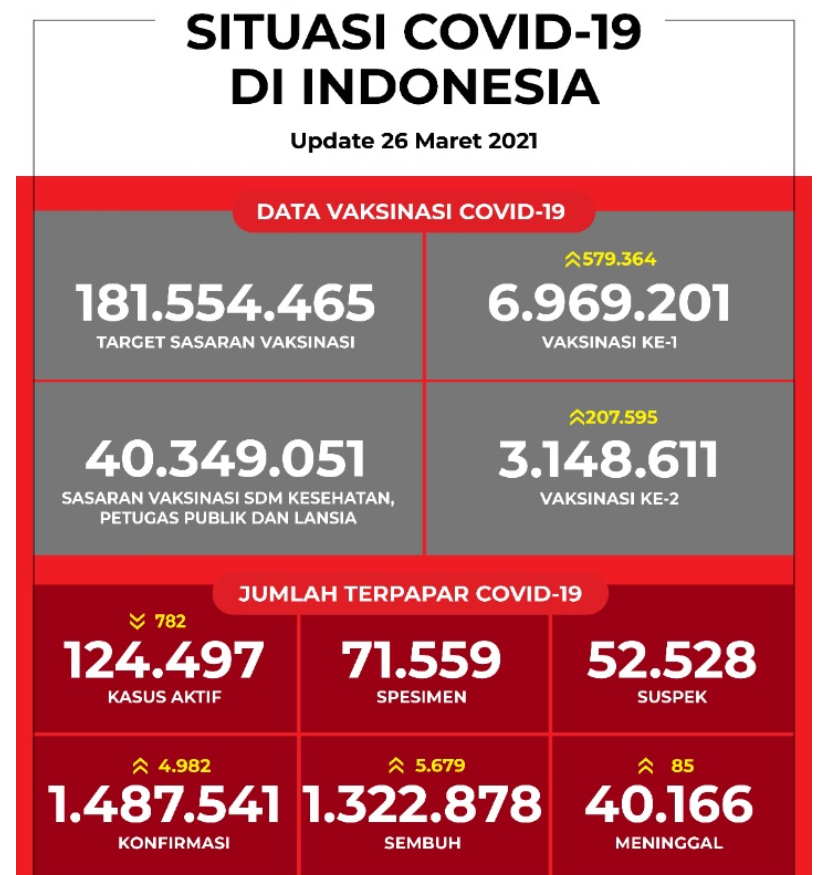 SITUASI COVID-19
DI INDONESIA
Update 26 Maret 2021
DATA VAKSINASI COVID-19
181.554.465
TARGET SASARAN VAKSINASI
579.364
6.969.201
VAKSINASI KE-1
40.349.051
SASARAN VAKSINASI SDM KESEHATAN,
PETUGAS PUBLIK DAN LANSIA
207.595
3.148.611
VAKSINASI KE-2
JUMLAH TERPAPAR COVID-19
782
124.497
KASUS AKTIF
71.559
SPESIMEN
52.528
SUSPEK
4.982
1.487.541
KONFIRMASI
5.679
1.322.878
SEMBUH
85
40.166
MENINGGAL